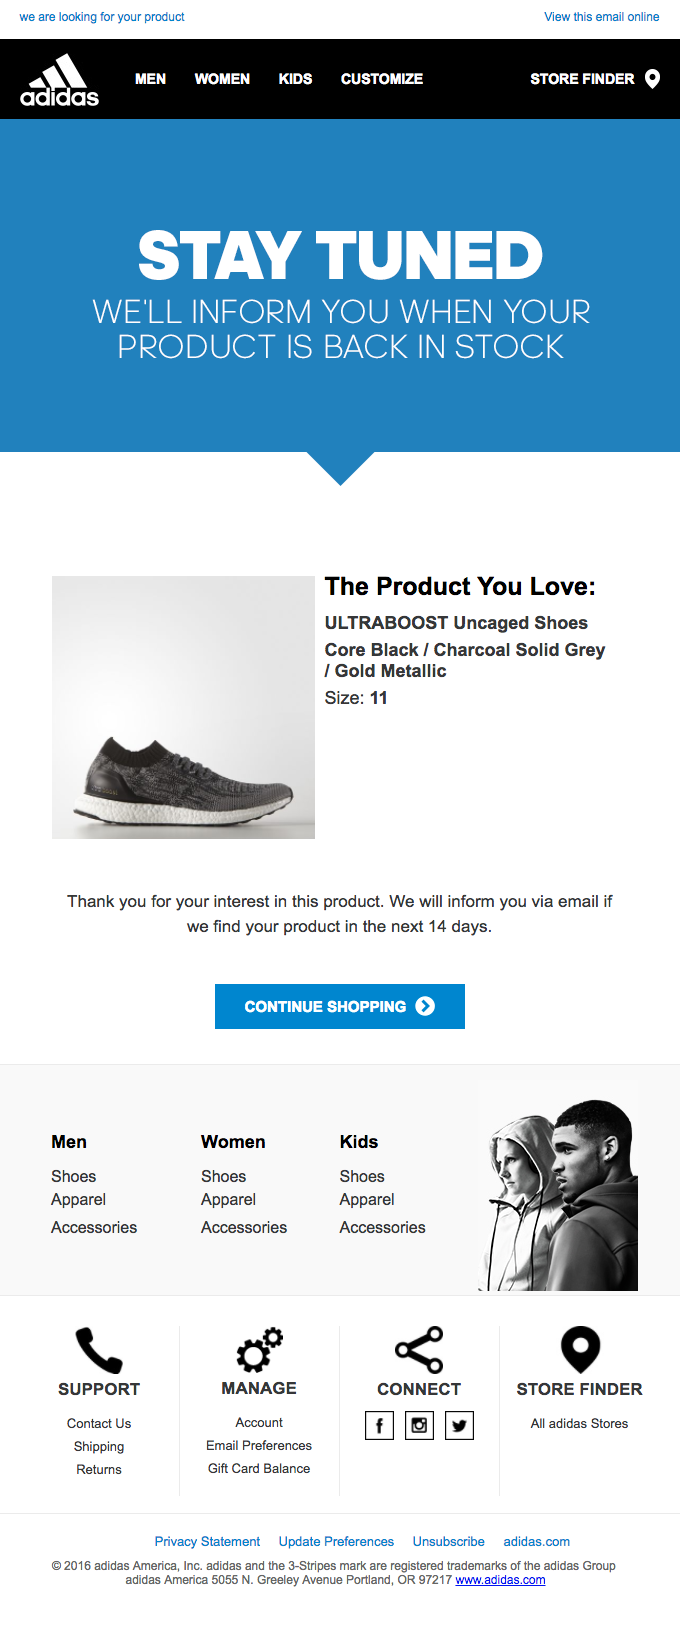 we are looking for your product
View this email online
adidas
MEN WOMEN KIDS CUSTOMIZE STORE FINDER
STAY TUNED
WE'LL INFORM YOU WHEN YOUR
PRODUCT IS BACK IN STOCK
The Product You Love:
ULTRABOOST Uncaged Shoes
Core Black / Charcoal Solid Grey
/ Gold Metallic
Size: 11
Thank you for your interest in this product. We will inform you via email if
we find your product in the next 14 days.
CONTINUE SHOPPING
Men
Shoes
Apparel
Accessories
Women
Shoes
Apparel
Accessories
Kids
Shoes
Apparel
Accessories
SUPPORT
Contact Us
Shipping
Returns
MANAGE
Account
Email Preferences
Gift Card Balance
CONNECT
STORE FINDER
All adidas Stores
Privacy Statement Update Preferences Unsubscribe adidas.com
© 2016 adidas America, Inc. adidas and the 3-Stripes mark are registered trademarks of the adidas Group
adidas America 5055 N. Greeley Avenue Portland, OR 97217 www.adidas.com